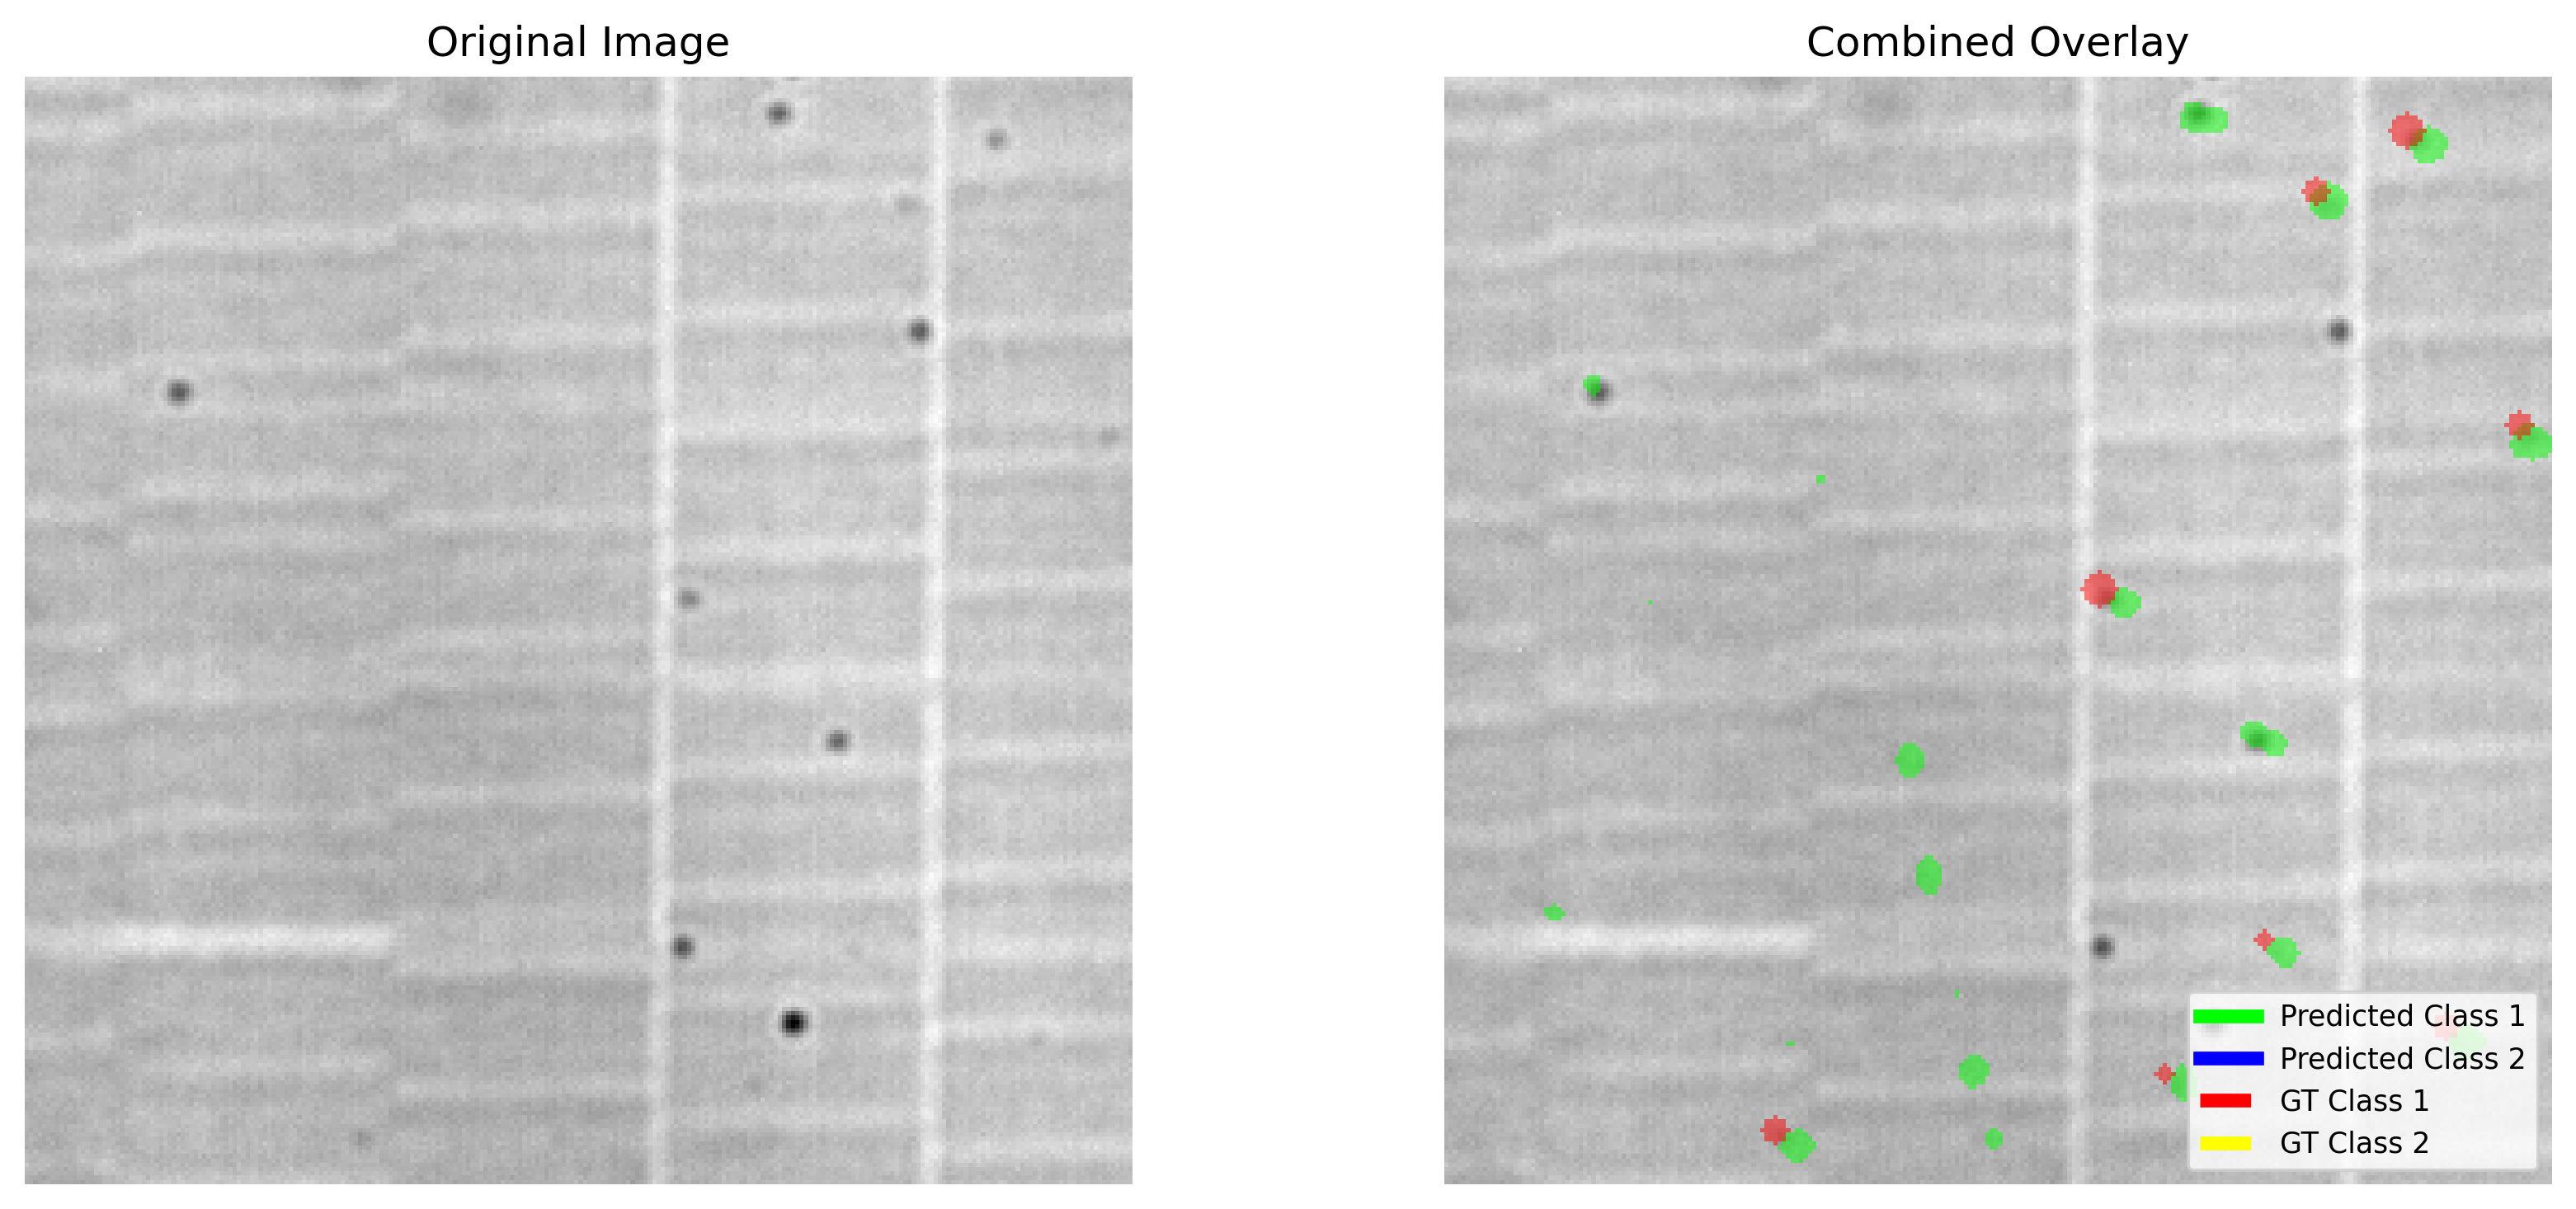 Original Image
Combined Overlay
Predicted Class 1
Predicted Class 2
GT Class 1
GT Class 2